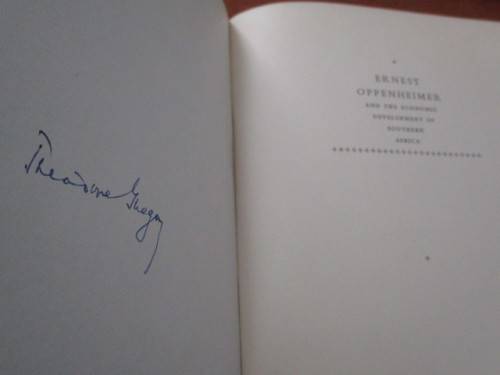 Theodore Gregory
ERNEST
OPPENHEIMER
AND THE ECONOMIC
DEVELOPMENT OF
SOUTHERN
AFRICA